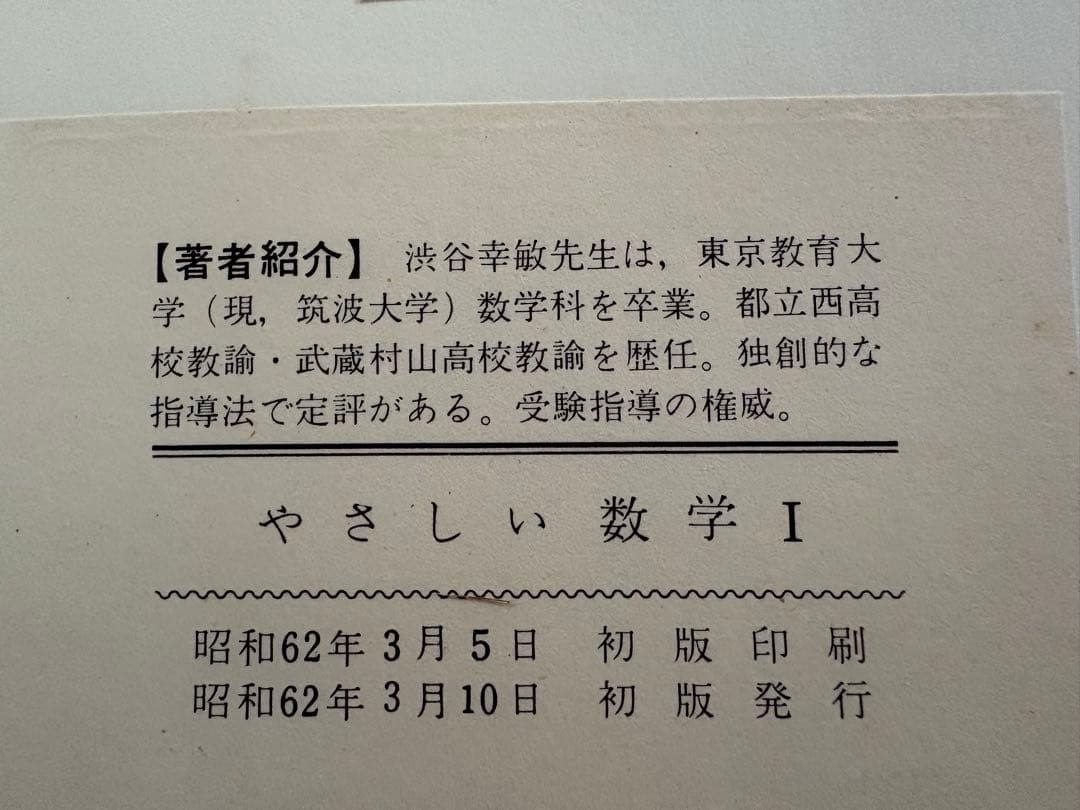 【著者紹介】 渋谷幸敏先生は，東京教育大
学（現，筑波大学）数学科を卒業。都立西高
校教諭・武蔵村山高校教諭を歴任。独創的な
指導法で定評がある。受験指導の権威。
やさしい数学Ⅰ
昭和62年3月5日 初版印刷
昭和62年3月10日 初版発行